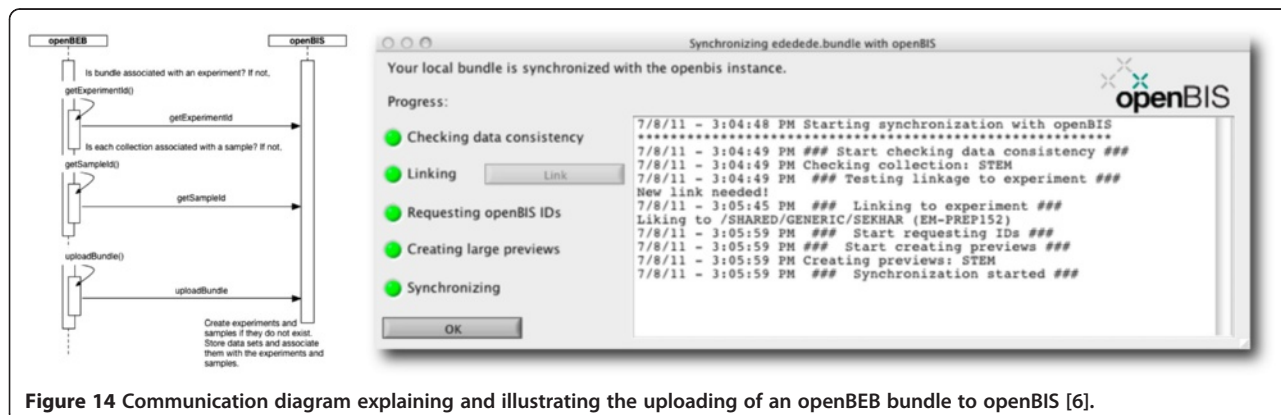 openBEB
openBIS
Is bundle associated with an experiment? If not,
getExperimentId()
getExperimentId
Is each collection associated with a sample? If not.
getSampleId()
getSampleId
uploadBundle()
uploadBundle
Create experiments and
samples if they do not exist.
Store data sets and associate
them with the experiments and
samples.
Synchronizing ededede.bundle with openBIS
Your local bundle is synchronized with the openbis instance.
openBIS
Progress:
Checking data consistency
Linking
Link
Requesting openBIS IDs
Creating large previews
Synchronizing
OK
7/8/11 - 3:04:48 PM Starting synchronization with openBIS
*********************************************************
7/8/11 - 3:04:49 PM ### Start checking data consistency ###
7/8/11 - 3:04:49 PM Checking collection: STEM
7/8/11 - 3:04:49 PM ### Testing linkage to experiment ###
New link needed!
7/8/11 - 3:05:45 PM ### Linking to experiment ###
Liking to /SHARED/GENERIC/SEKHAR (EM-PREP152)
7/8/11 - 3:05:59 PM ### Start requesting IDs ###
7/8/11 - 3:05:59 PM ### Start creating previews ###
7/8/11 - 3:05:59 PM Creating previews: STEM
7/8/11 - 3:05:59 PM ### Synchronization started ###
Figure 14 Communication diagram explaining and illustrating the uploading of an openBEB bundle to openBIS [6].